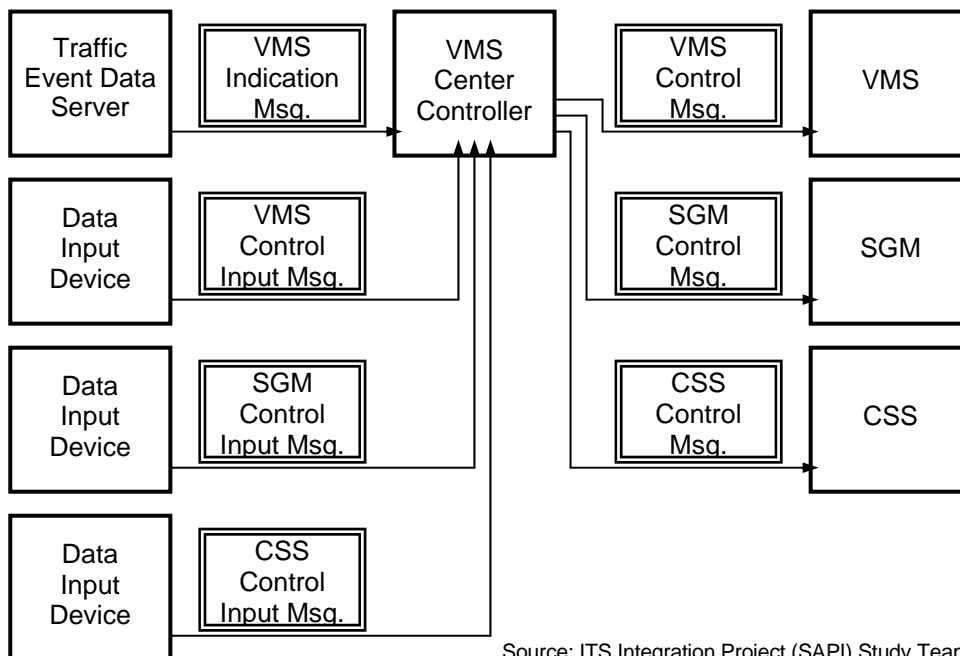 Traffic
Event Data
Server
VMS
Indication
Msg.
VMS
Center
Controller
VMS
Control
Msg.
VMS
Data
Input
Device
VMS
Control
Input Msg.
SGM
Control
Msg.
SGM
Data
Input
Device
SGM
Control
Input Msg.
CSS
Control
Msg.
CSS
Data
Input
Device
CSS
Control
Input Msg.
Source: ITS Integration Project (SAPI) Study Team